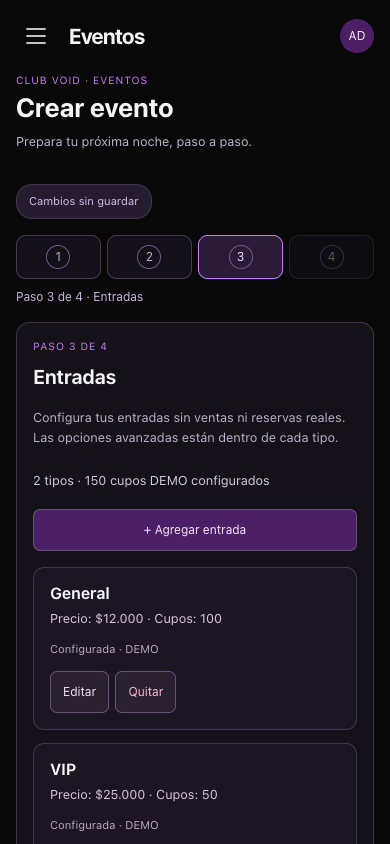 Eventos
AD
CLUB VOID · EVENTOS
Crear evento
Prepara tu próxima noche, paso a paso.
Cambios sin guardar
1
2
3
4
Paso 3 de 4 · Entradas
PASO 3 DE 4
Entradas
Configura tus entradas sin ventas ni reservas reales.
Las opciones avanzadas están dentro de cada tipo.
2 tipos · 150 cupos DEMO configurados
+ Agregar entrada
General
Precio: $12.000 · Cupos: 100
Configurada · DEMO
Editar
Quitar
VIP
Precio: $25.000 · Cupos: 50
Configurada · DEMO